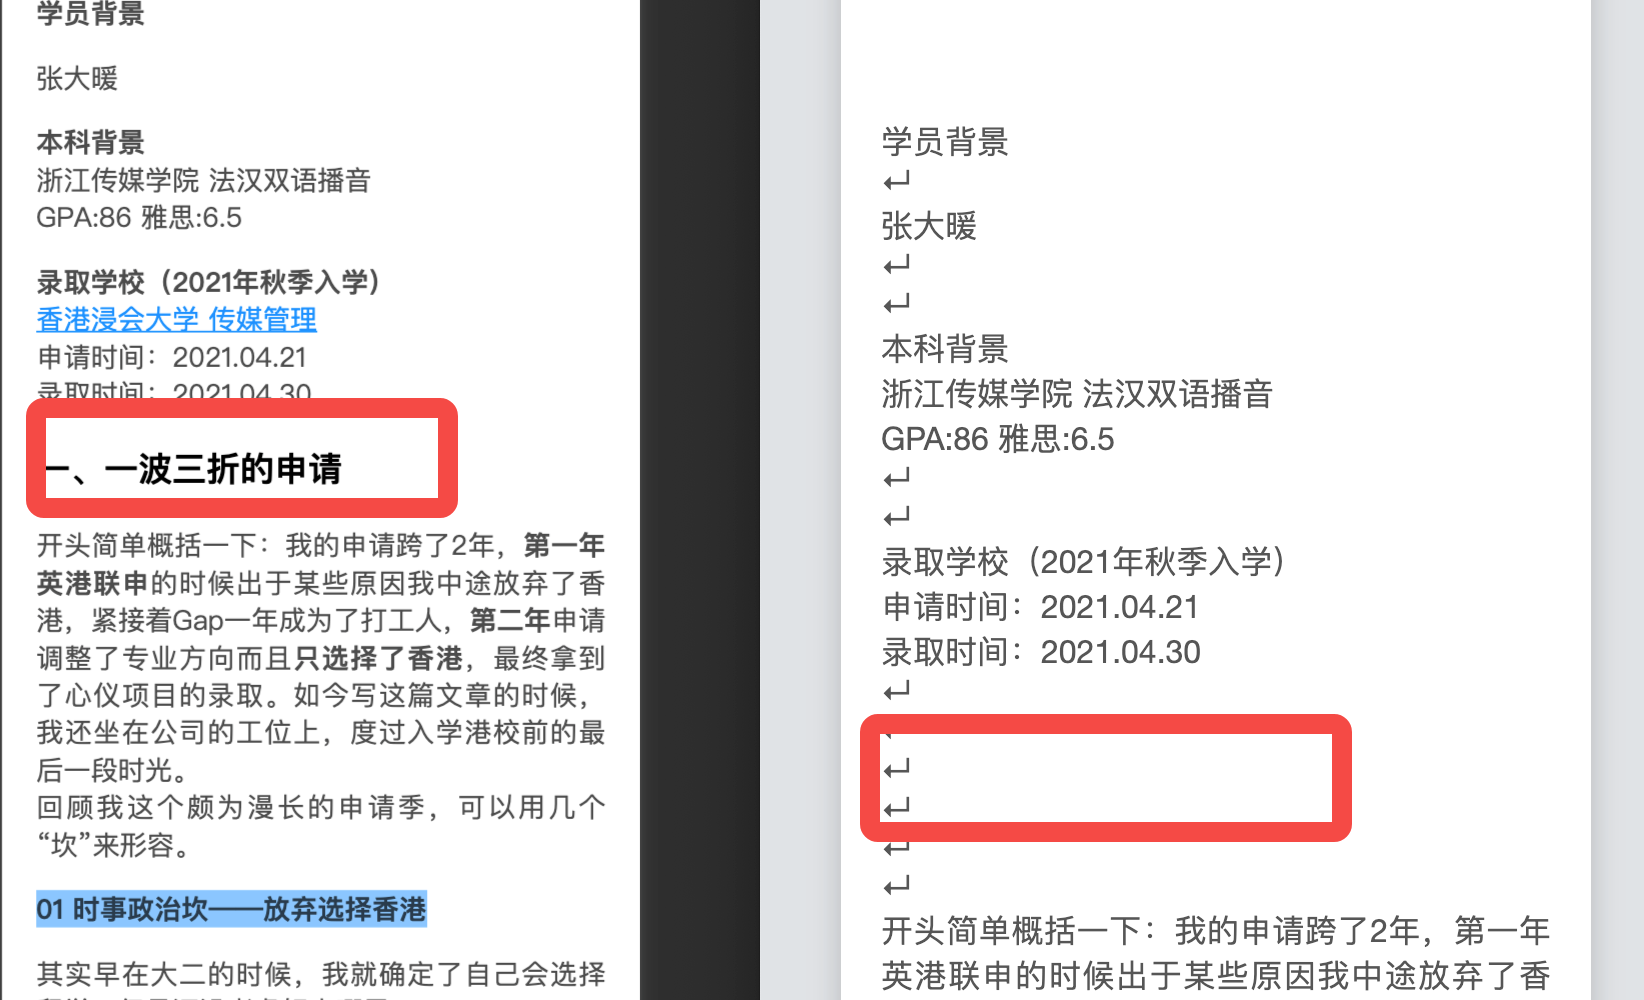 学员背景
张大暖
本科背景
浙江传媒学院 法汉双语播音
GPA:86 雅思:6.5
录取学校（2021年秋季入学）
香港浸会大学 传媒管理
申请时间：2021.04.21
录取时间：2021.04.30
一、一波三折的申请
开头简单概括一下：我的申请跨了2年，第一年
英港联申的时候出于某些原因我中途放弃了香
港，紧接着Gap一年成为了打工人，第二年申请
调整了专业方向而且只选择了香港，最终拿到
了心仪项目的录取。如今写这篇文章的时候，
我还坐在公司的工位上，度过入学港校前的最
后一段时光。
回顾我这个颇为漫长的申请季，可以用几个
“坎”来形容。
01 时事政治坎——放弃选择香港
其实早在大二的时候，我就确定了自己会选择
学员背景
↵
张大暖
↵
↵
本科背景
浙江传媒学院 法汉双语播音
GPA:86 雅思:6.5
↵
↵
录取学校（2021年秋季入学）
申请时间：2021.04.21
录取时间：2021.04.30
↵
↵
↵
↵
↵
开头简单概括一下：我的申请跨了2年，第一年
英港联申的时候出于某些原因我中途放弃了香